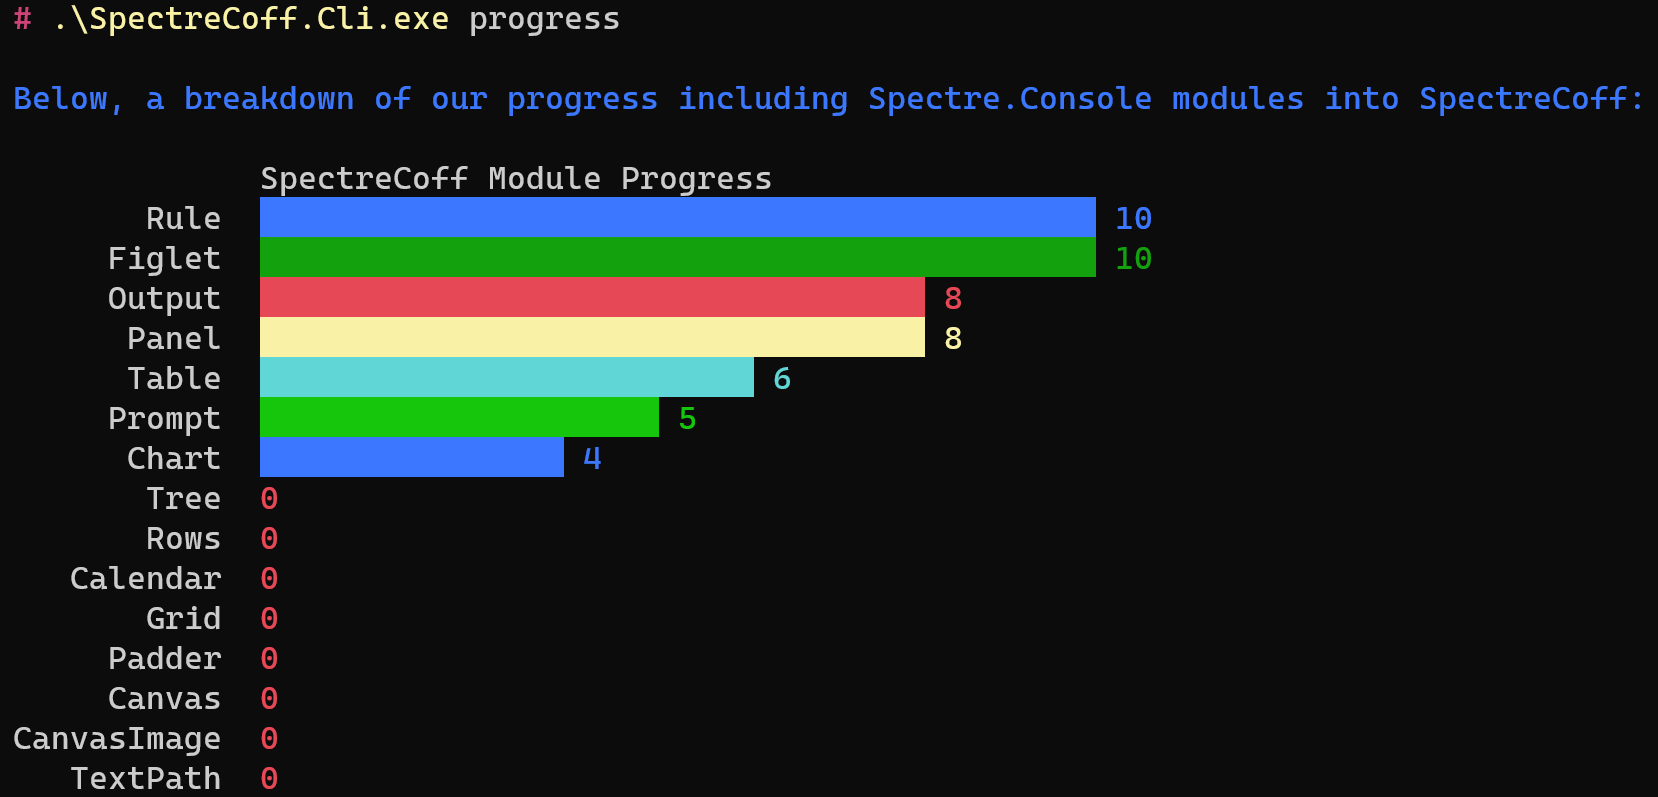 # .\SpectreCoff.Cli.exe progress
Below, a breakdown of our progress including Spectre.Console modules into SpectreCoff:
SpectreCoff Module Progress
Rule 10
Figlet 10
Output 8
Panel 8
Table 6
Prompt 5
Chart 4
Tree 0
Rows 0
Calendar 0
Grid 0
Padder 0
Canvas 0
CanvasImage 0
TextPath 0